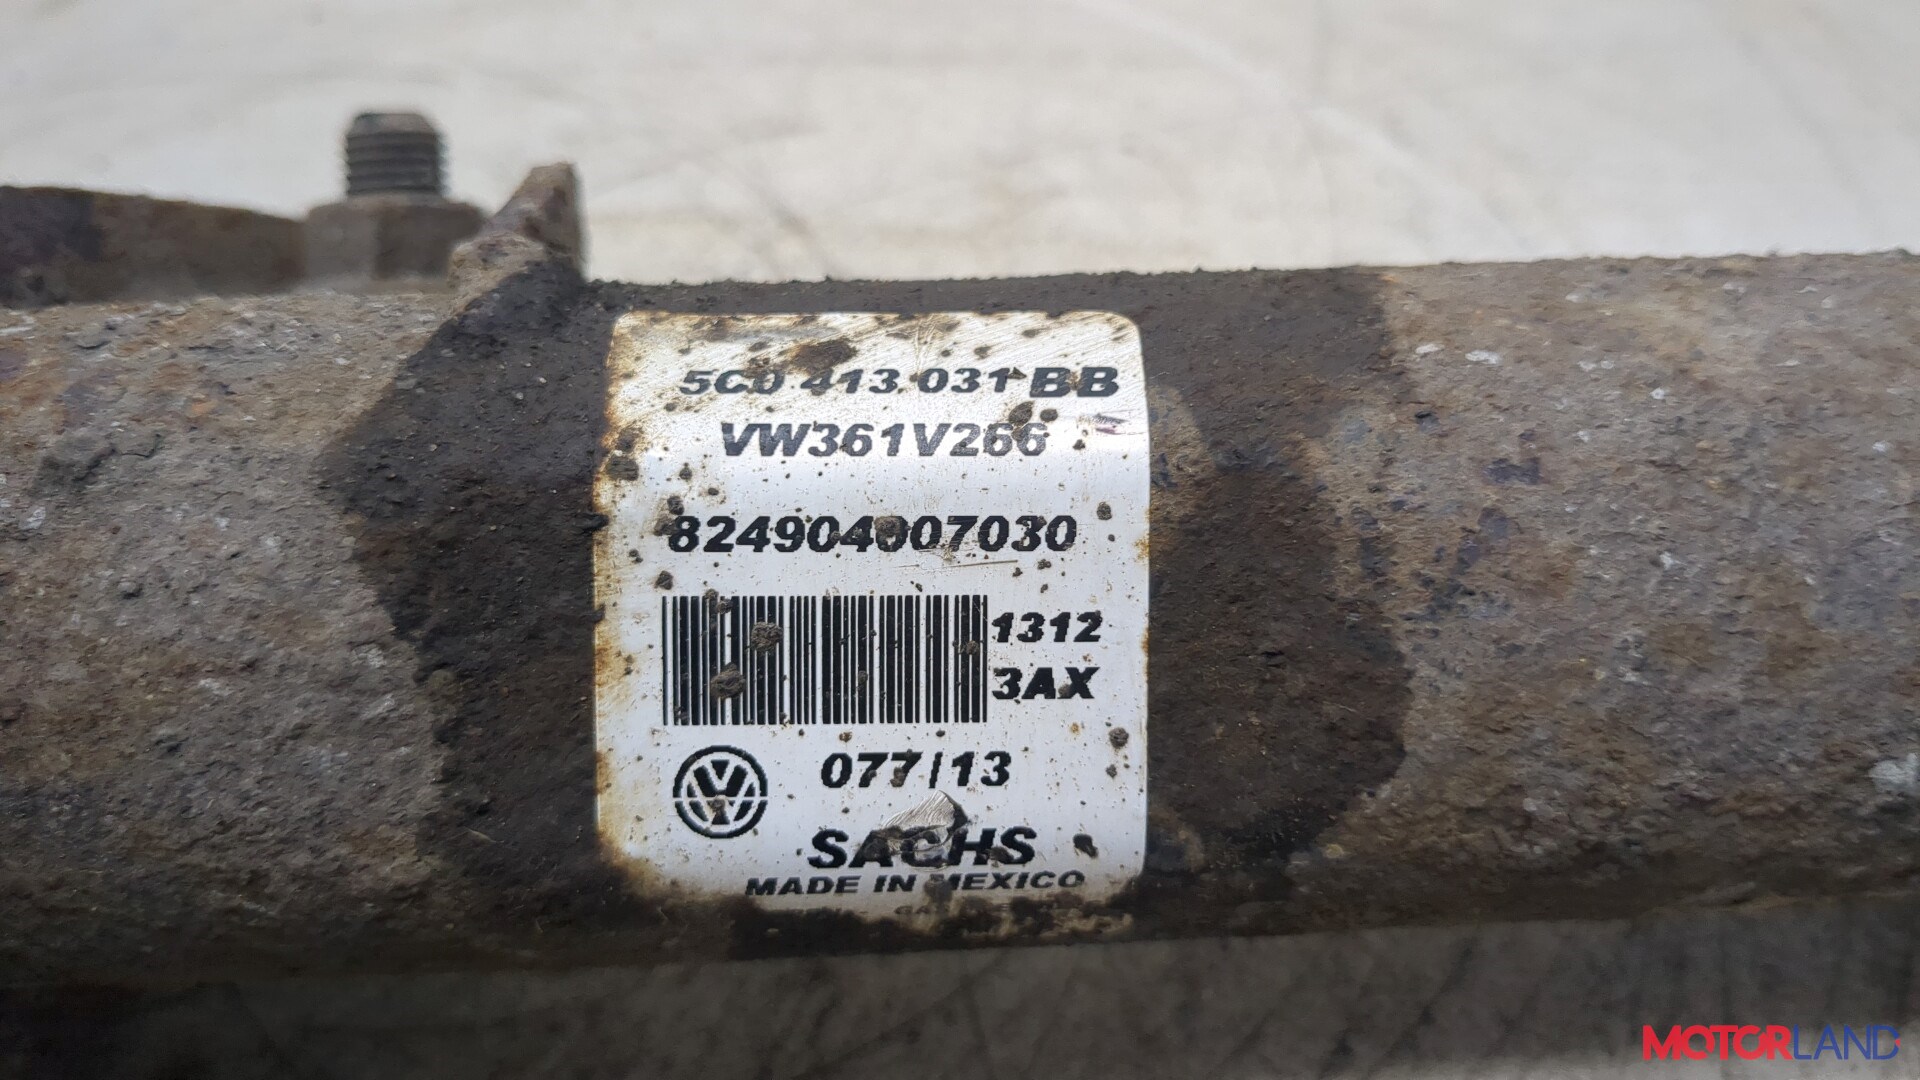 5C0 413 031 BB
VW361V266
824904007030
1312
3AX
077/13
SACHS
MADE IN MEXICO
MOTORLAND